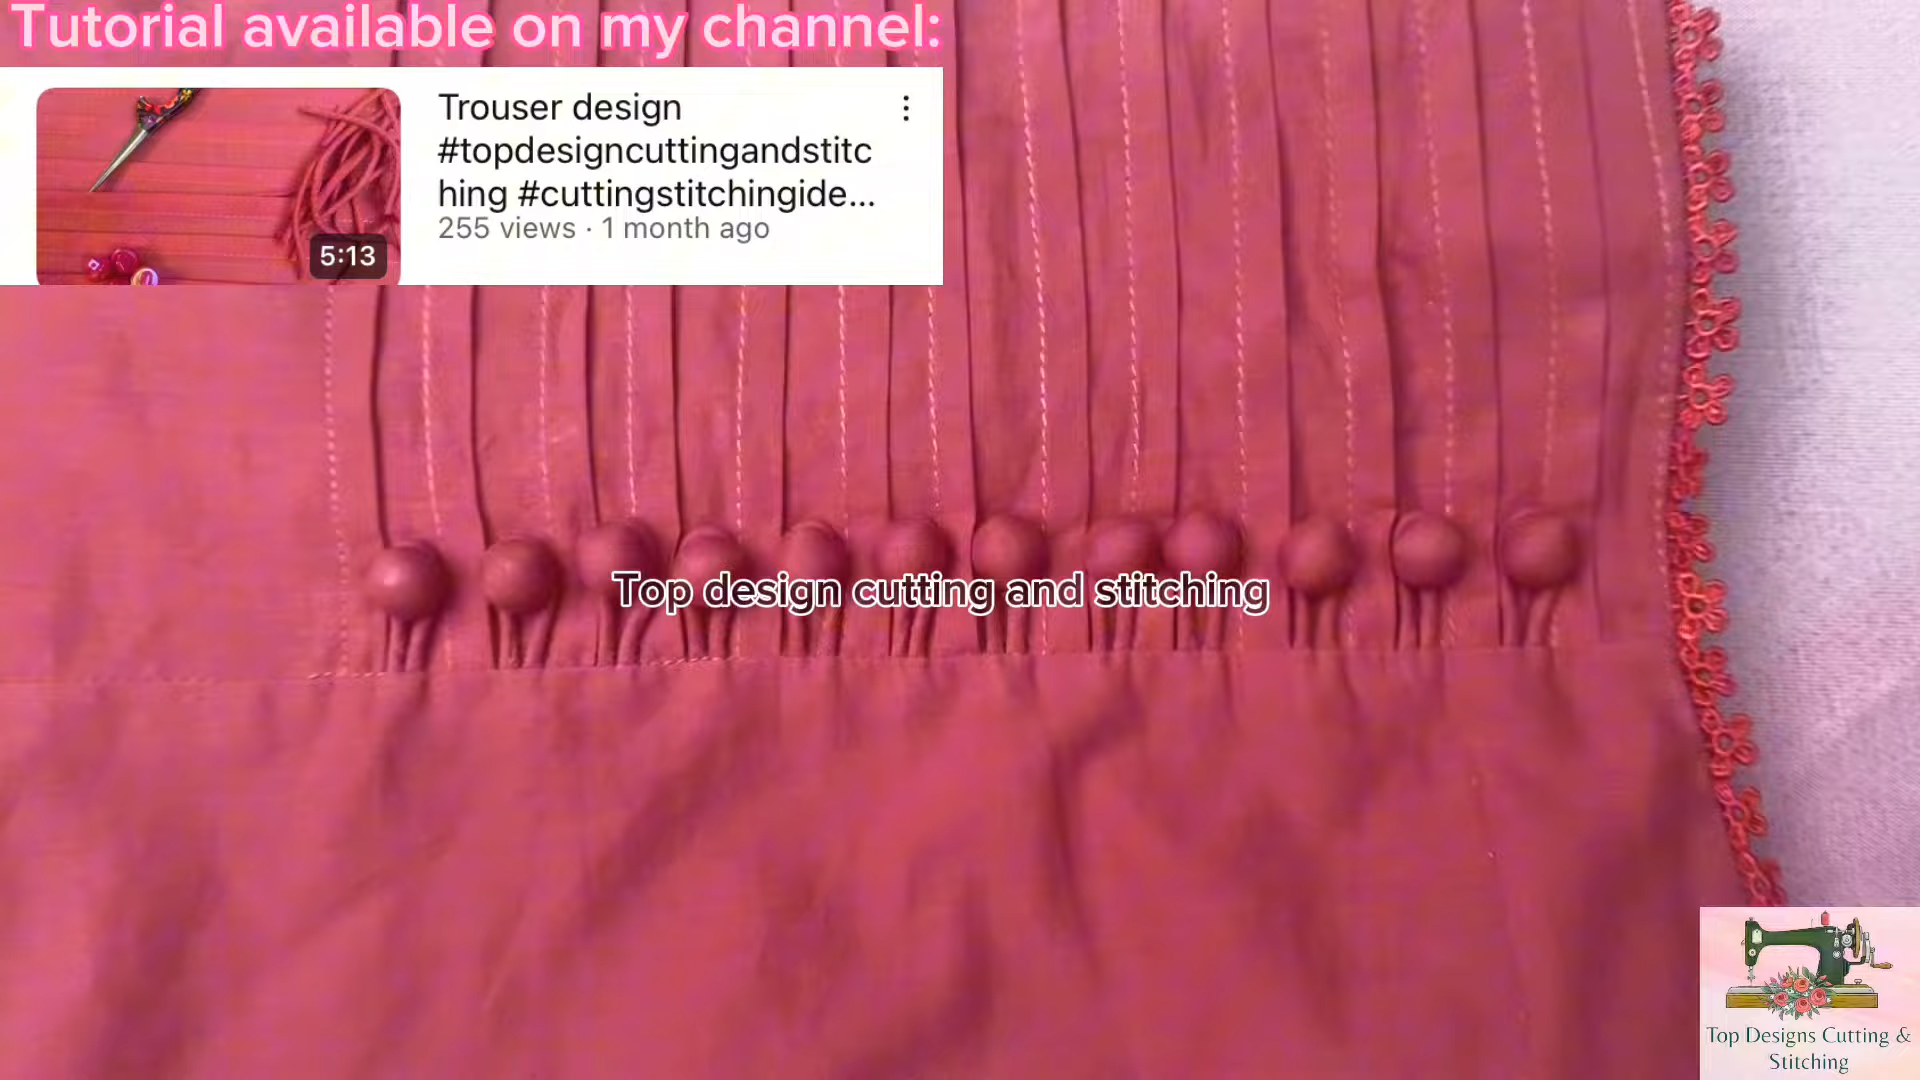 Tutorial available on my channel:
Trouser design
#topdesigncuttingandstitc
hing #cuttingstitchingide...
255 views · 1 month ago
5:13
Top design cutting and stitching
Top Designs Cutting &
Stitching